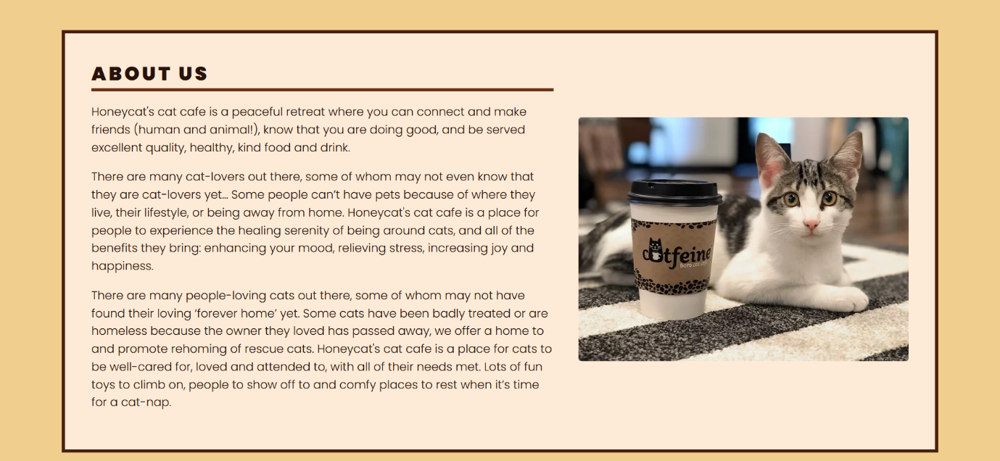 ABOUT US
Honeycat's cat cafe is a peaceful retreat where you can connect and make
friends (human and animal!), know that you are doing good, and be served
excellent quality, healthy, kind food and drink.
There are many cat-lovers out there, some of whom may not even know that
they are cat-lovers yet... Some people can’t have pets because of where they
live, their lifestyle, or being away from home. Honeycat's cat cafe is a place for
people to experience the healing serenity of being around cats, and all of the
benefits they bring: enhancing your mood, relieving stress, increasing joy and
happiness.
There are many people-loving cats out there, some of whom may not have
found their loving ‘forever home’ yet. Some cats have been badly treated or are
homeless because the owner they loved has passed away, we offer a home to
and promote rehoming of rescue cats. Honeycat's cat cafe is a place for cats to
be well-cared for, loved and attended to, with all of their needs met. Lots of fun
toys to climb on, people to show off to and comfy places to rest when it’s time
for a cat-nap.
catfeine
boro cat cafe